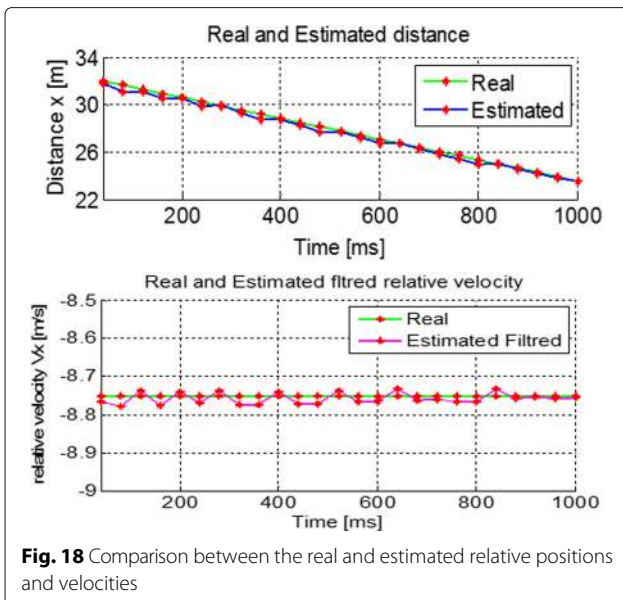 Real and Estimated distance
34
30
26
22
Distance x [m]
Real
Estimated
200
400
600
800
1000
Time [ms]
Real and Estimated fltred relative velocity
-8.5
-8.6
-8.7
-8.8
-8.9
-9
relative velocity Vx [m/s]
Real
Estimated Filtred
200
400
600
800
1000
Time [ms]
Fig. 18 Comparison between the real and estimated relative positions
and velocities